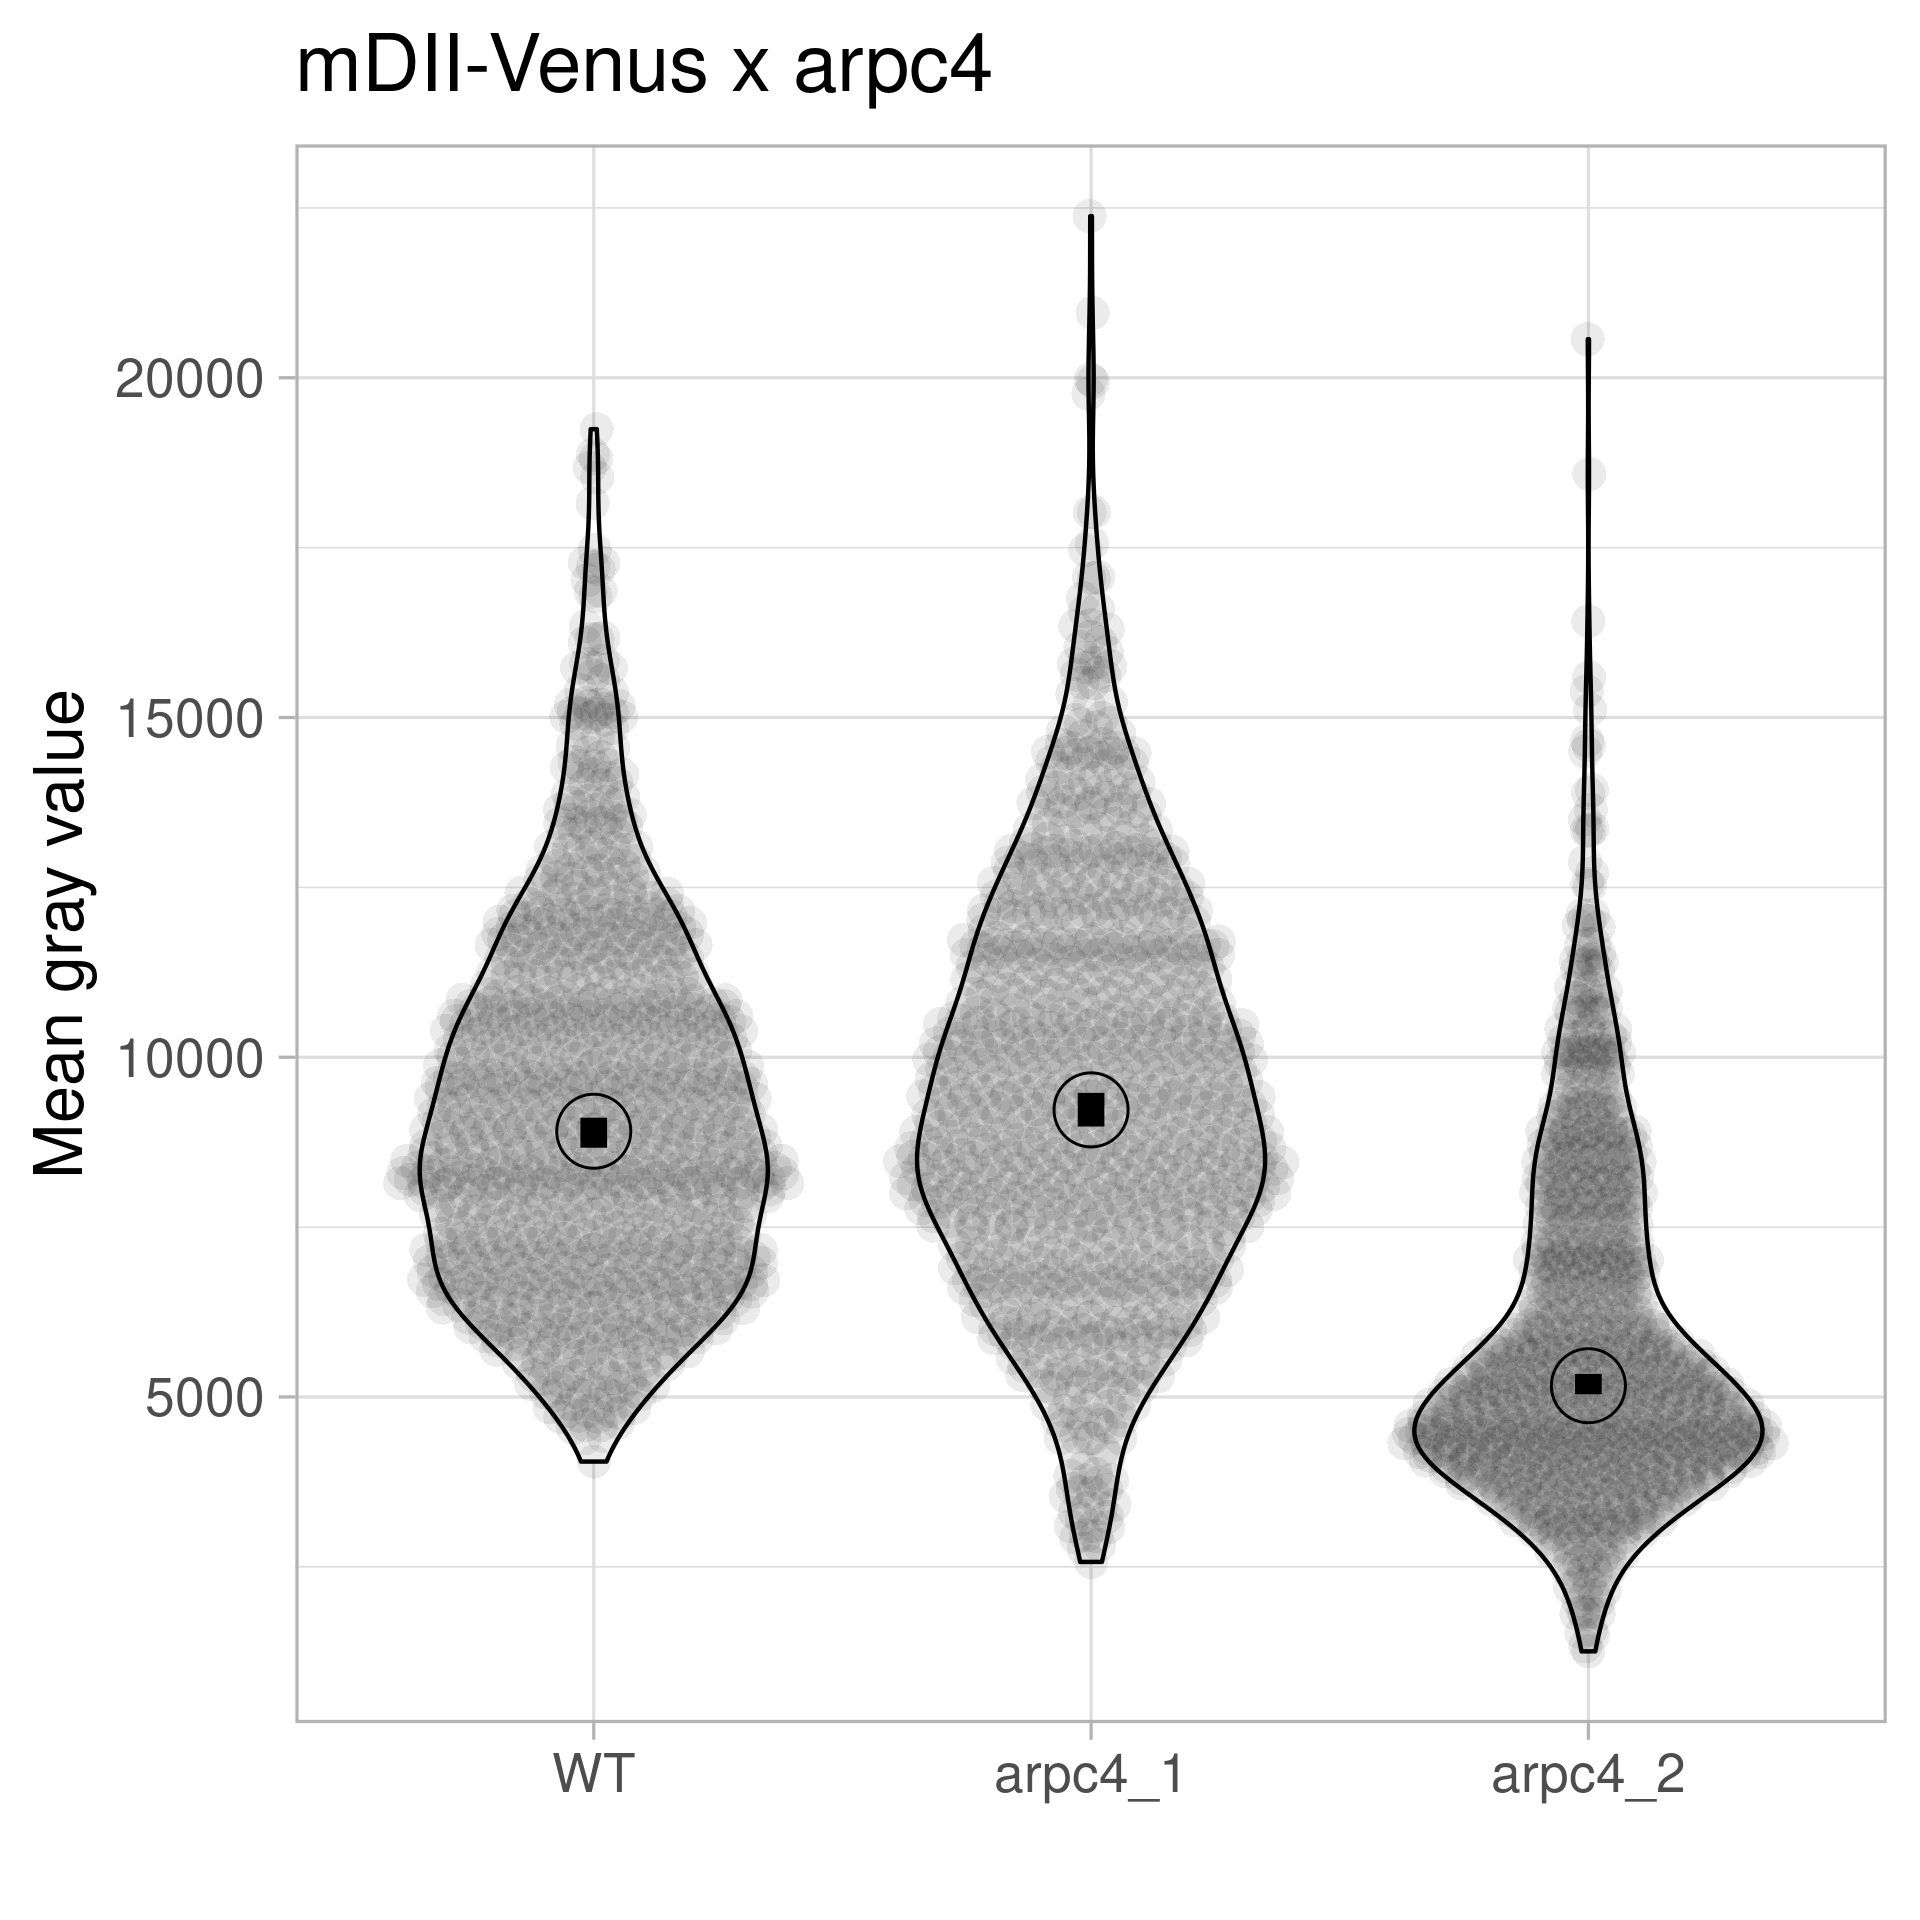 mDII-Venus x arpc4
Mean gray value
20000
15000
10000
5000
WT
arpc4_1
arpc4_2